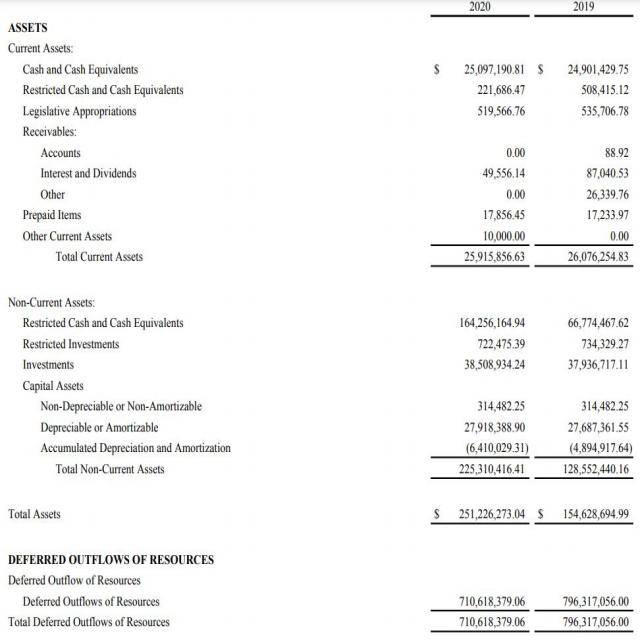 2020 2019
ASSETS
Current Assets:
Cash and Cash Equivalents $ 25,097,190.81 $ 24,901,429.75
Restricted Cash and Cash Equivalents 221,686.47 508,415.12
Legislative Appropriations 519,566.76 535,706.78
Receivables:
Accounts 0.00 88.92
Interest and Dividends 49,556.14 87,040.53
Other 0.00 26,339.76
Prepaid Items 17,856.45 17,233.97
Other Current Assets 10,000.00 0.00
Total Current Assets 25,915,856.63 26,076,254.83
Non-Current Assets:
Restricted Cash and Cash Equivalents 164,256,164.94 66,774,467.62
Restricted Investments 722,475.39 734,329.27
Investments 38,508,934.24 37,936,717.11
Capital Assets
Non-Depreciable or Non-Amortizable 314,482.25 314,482.25
Depreciable or Amortizable 27,918,388.90 27,687,361.55
Accumulated Depreciation and Amortization (6,410,029.31) (4,894,917.64)
Total Non-Current Assets 225,310,416.41 128,552,440.16
Total Assets $ 251,226,273.04 $ 154,628,694.99
DEFERRED OUTFLOWS OF RESOURCES
Deferred Outflow of Resources
Deferred Outflows of Resources 710,618,379.06 796,317,056.00
Total Deferred Outflows of Resources 710,618,379.06 796,317,056.00